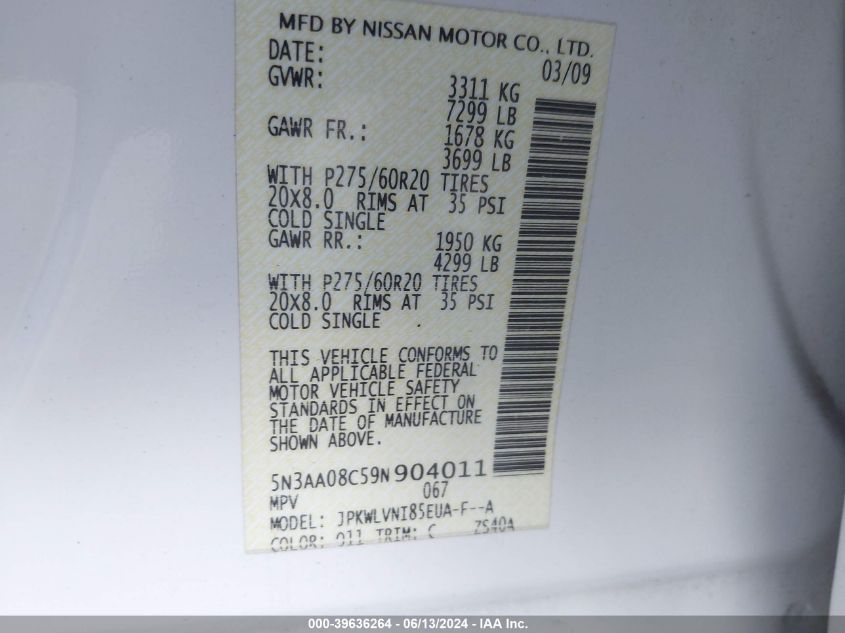 MFD BY NISSAN MOTOR CO., LTD.
DATE: 03/09
GVWR: 3311 KG
7299 LB
GAWR FR.: 1678 KG
3699 LB
WITH P275/60R20 TIRES
20X8.0 RIMS AT 35 PSI
COLD SINGLE
GAWR RR.: 1950 KG
4299 LB
WITH P275/60R20 TIRES
20X8.0 RIMS AT 35 PSI
COLD SINGLE
THIS VEHICLE CONFORMS TO
ALL APPLICABLE FEDERAL
MOTOR VEHICLE SAFETY
STANDARDS IN EFFECT ON
THE DATE OF MANUFACTURE
SHOWN ABOVE.
5N3AA08C59N904011
MPV 067
MODEL: JPKWLVNI85EUA-F--A
COLOR: 011 TRIM: C ZS40A
000-39636264 - 06/13/2024 - IAA Inc.